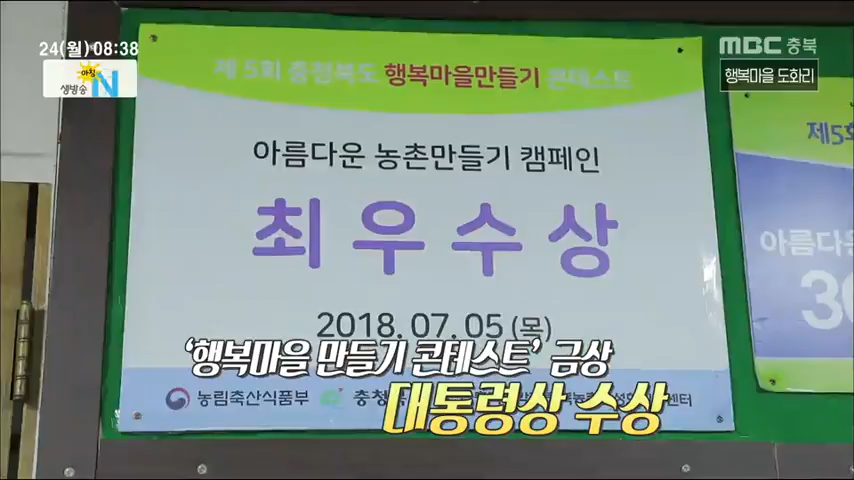 24(월) 08:38
생방송 아침 N
MBC 충북
행복마을 도화리
제5회 충청북도 행복마을만들기 콘테스트
아름다운 농촌만들기 캠페인
최우수상
2018. 07. 05 (목)
'행복마을 만들기 콘테스트' 금상
대통령상 수상
농림축산식품부
센터
제5회
아름다운
30